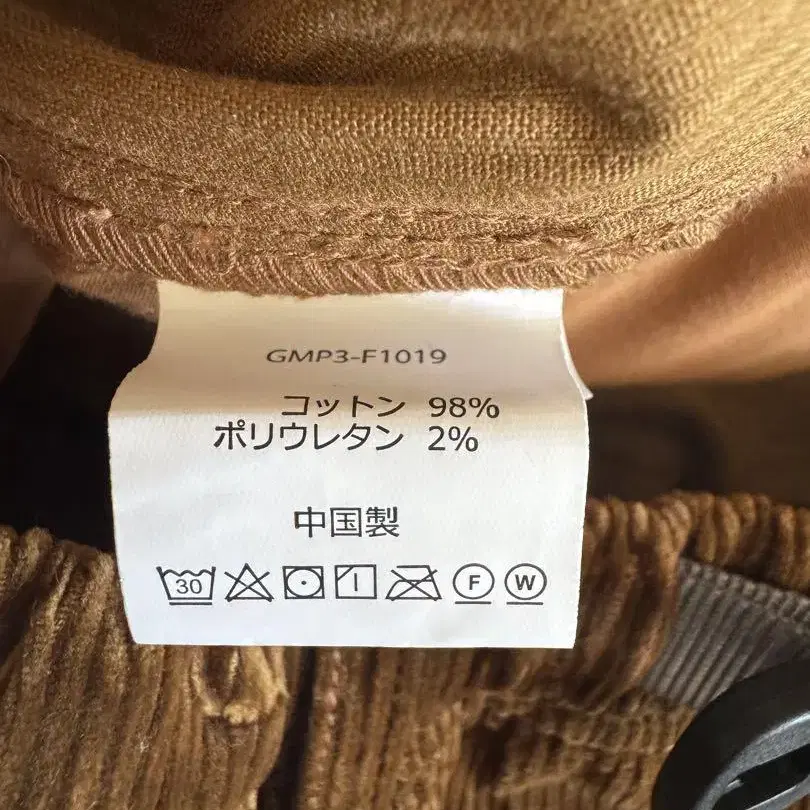 GMP3-F1019
コットン 98%
ポリウレタン 2%
中国製
30 F W